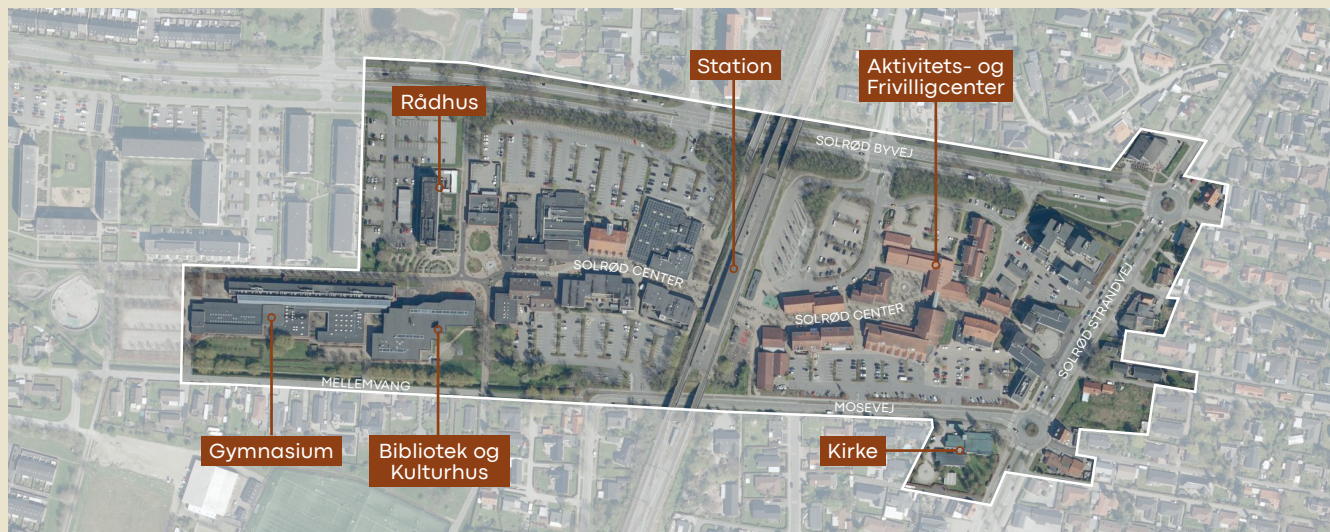 Station
Aktivitets- og
Frivilligcenter
Rådhus
SOLRØD BYVEJ
SOLRØD CENTER
SOLRØD CENTER
SOLRØD STRANDVEJ
MELLEMVANG
MOSEVEJ
Gymnasium
Bibliotek og
Kulturhus
Kirke